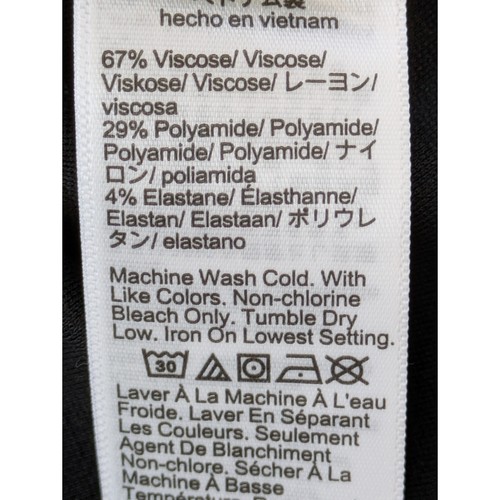 hecho en vietnam
67% Viscose/ Viscose/
Viskose/ Viscose/ レーヨン/
viscosa
29% Polyamide/ Polyamide/
Polyamide/ Polyamide/ ナイ
ロン/ poliamida
4% Elastane/ Élasthanne/
Elastan/ Elastaan/ ポリウレ
タン/ elastano
Machine Wash Cold. With
Like Colors. Non-chlorine
Bleach Only. Tumble Dry
Low. Iron On Lowest Setting.
30
Laver À La Machine À L'eau
Froide. Laver En Séparant
Les Couleurs. Seulement
Agent De Blanchiment
Non-chlore. Sécher À La
Machine À Basse